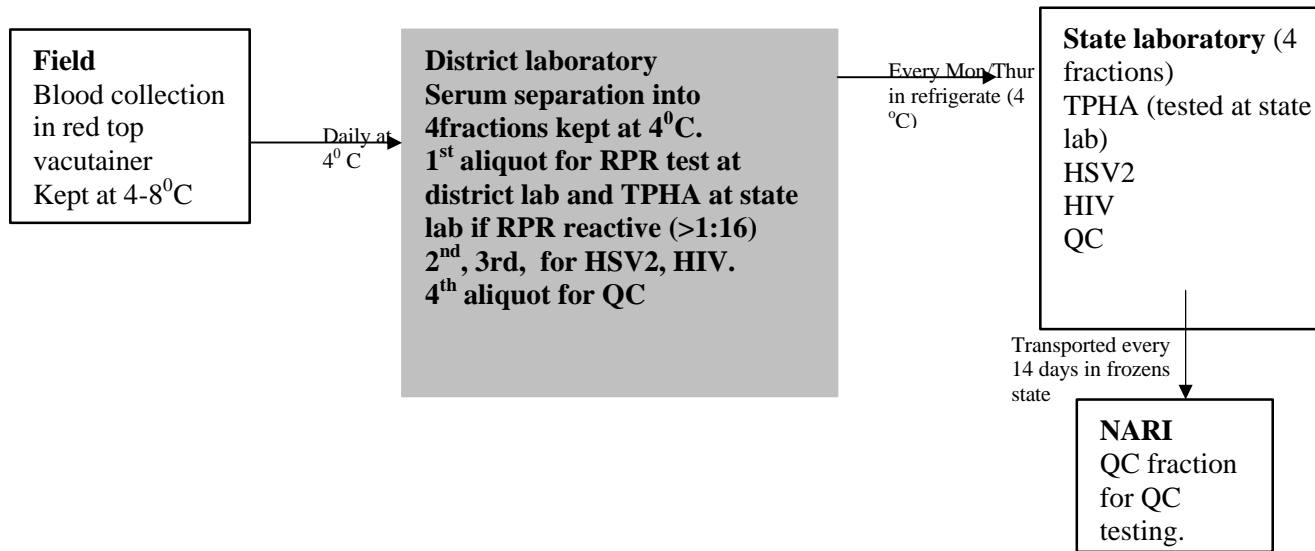 Field
Blood collection
in red top
vacutainer
Kept at 4-8⁰C
Daily at
4⁰ C
District laboratory
Serum separation into
4fractions kept at 4⁰C.
1ˢᵗ aliquot for RPR test at
district lab and TPHA at state
lab if RPR reactive (>1:16)
2ⁿᵈ, 3rd,  for HSV2, HIV.
4ᵗʰ aliquot for QC
Every Mon/Thur
in refrigerate (4
⁰C)
State laboratory (4
fractions)
TPHA (tested at state
lab)
HSV2
HIV
QC
Transported every
14 days in frozens
state
NARI
QC fraction
for QC
testing.